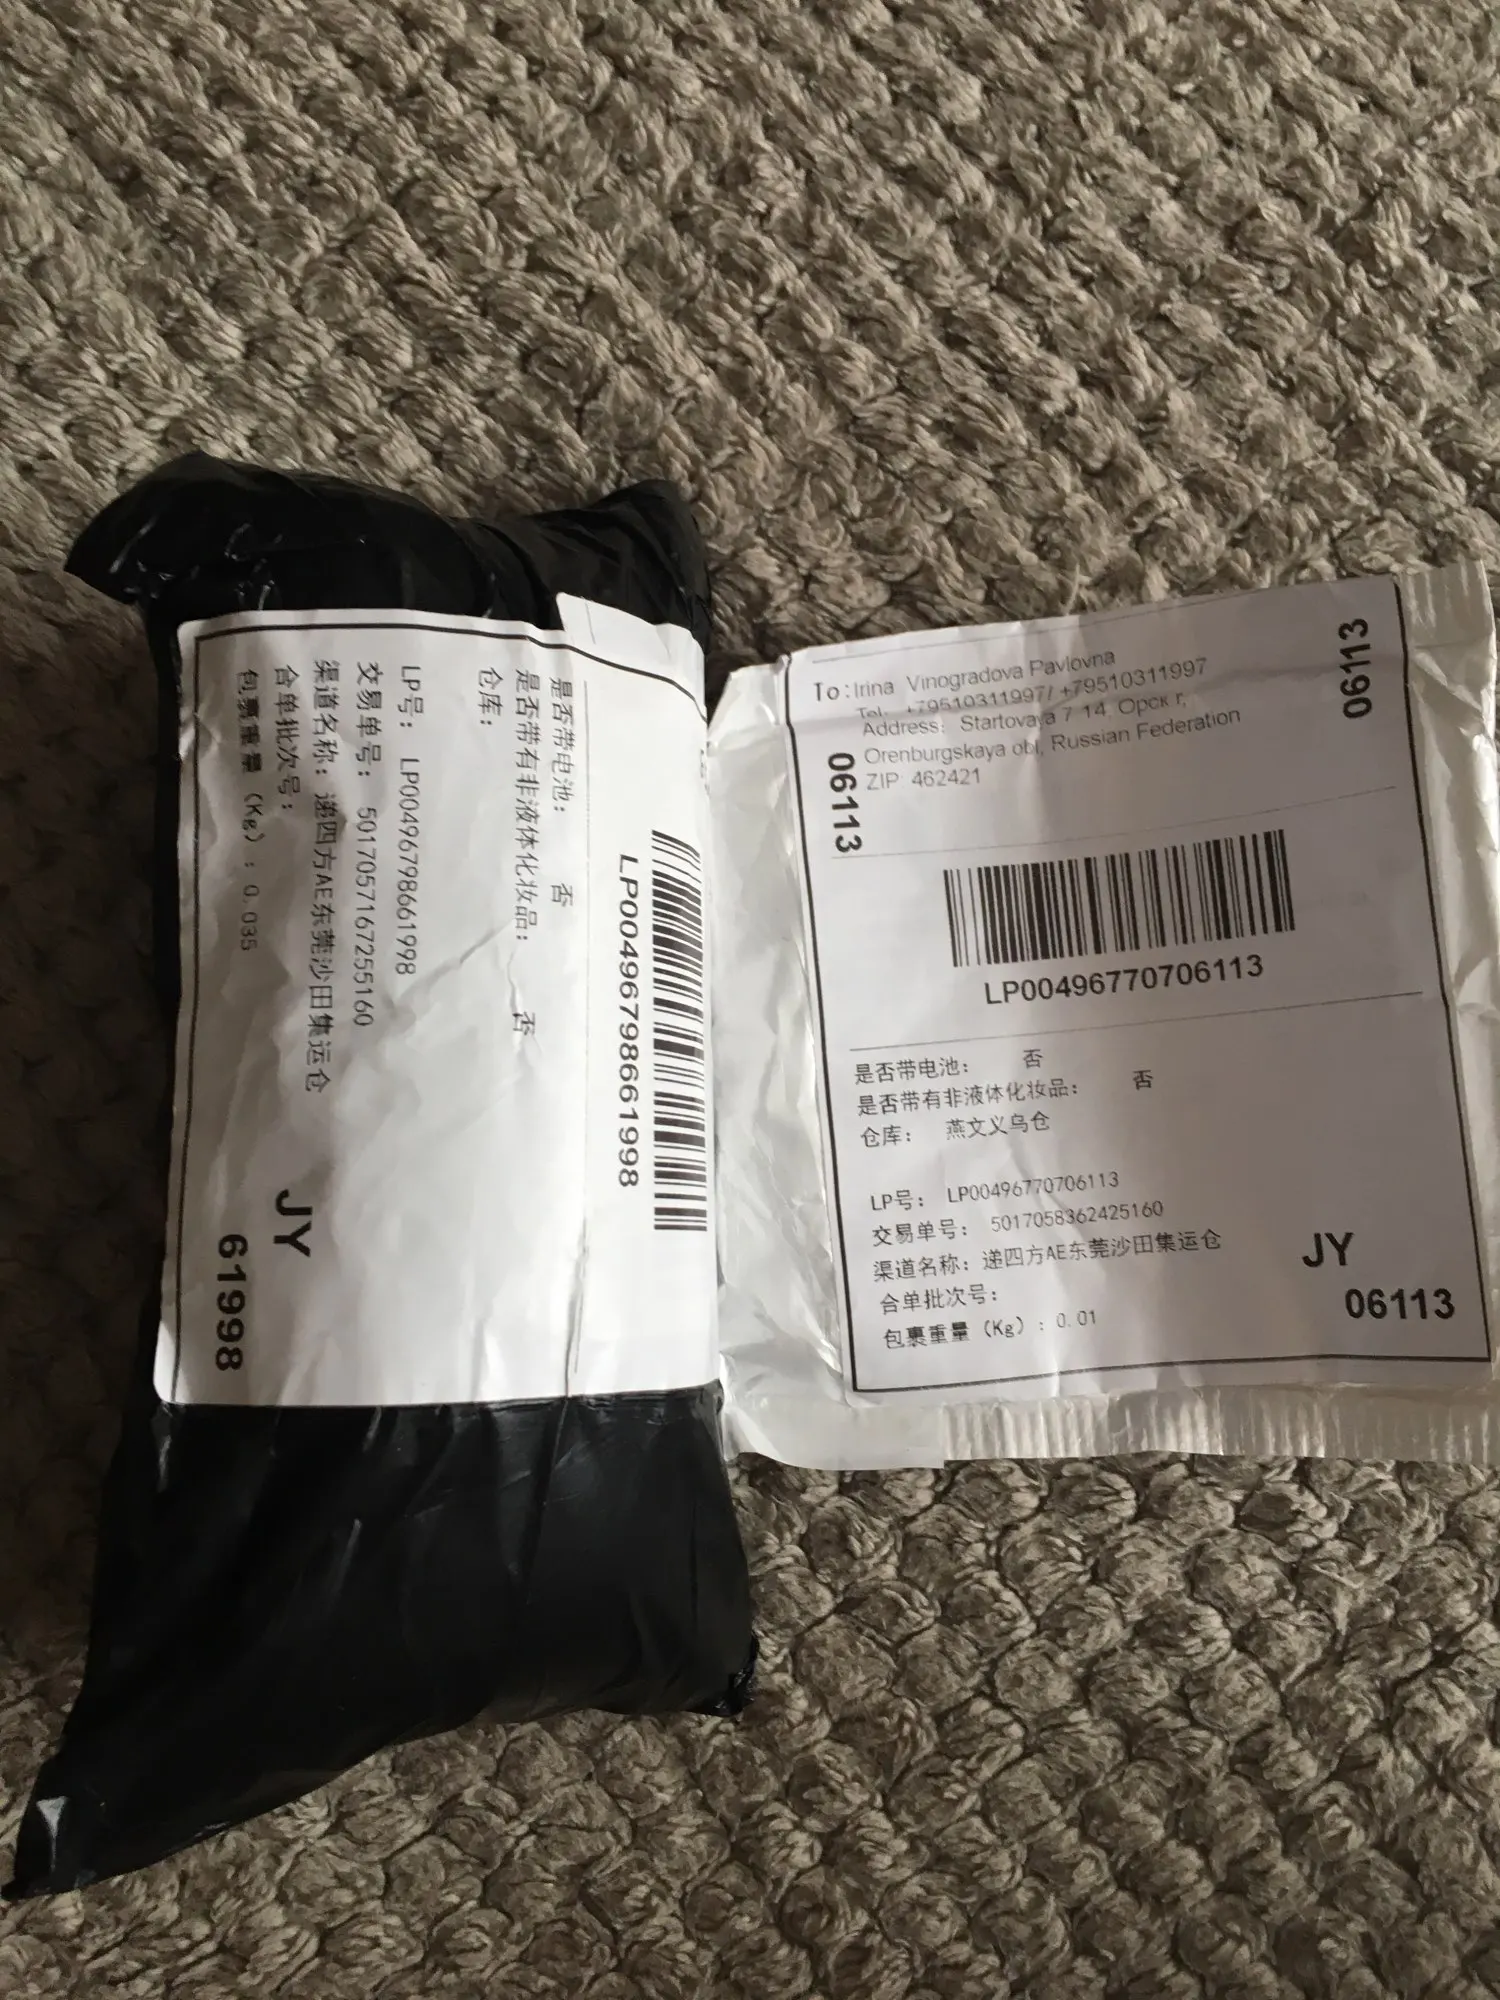 LP00496798661998
是否带电池: 否
是否带有非液体化妆品: 否
仓库:
LP号: LP00496798661998
交易单号: 5017057167255160
渠道名称: 递四方AE东莞沙田集运仓
合单批次号:
包裹重量 (Kg) : 0.035
JY
61998
To: Irina Vinogradova Pavlovna
Tel: +79510311997/ +79510311997
Address: Startovaya 7 14, Орск г,
Orenburgskaya obl, Russian Federation
ZIP: 462421
06113
06113
LP00496770706113
是否带电池: 否
是否带有非液体化妆品: 否
仓库: 燕文义乌仓
LP号: LP00496770706113
交易单号: 5017058362425160
渠道名称: 递四方AE东莞沙田集运仓
合单批次号:
包裹重量 (Kg) : 0.01
JY
06113